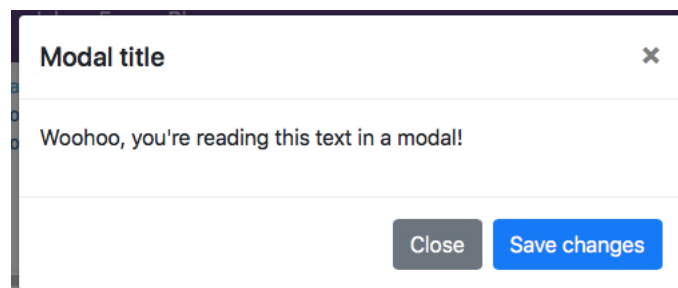 Modal title
×
Woohoo, you're reading this text in a modal!
Close
Save changes